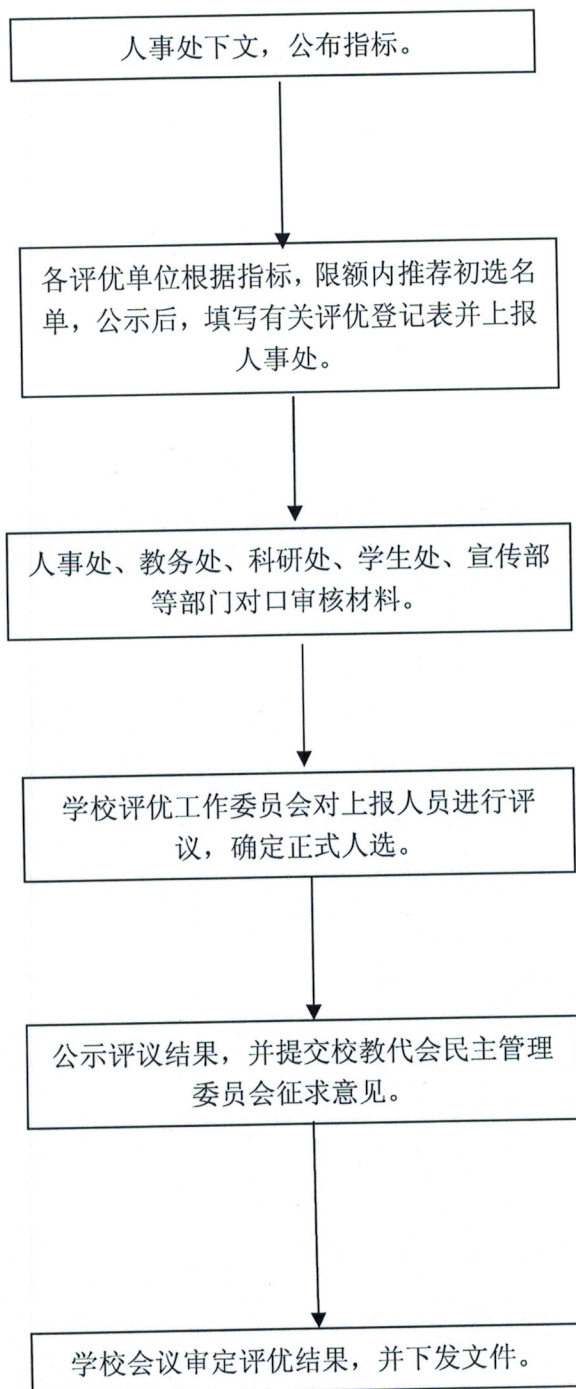 人事处下文，公布指标。
各评优单位根据指标，限额内推荐初选名
单，公示后，填写有关评优登记表并上报
人事处。
人事处、教务处、科研处、学生处、宣传部
等部门对口审核材料。
学校评优工作委员会对上报人员进行评
议，确定正式人选。
公示评议结果，并提交校教代会民主管理
委员会征求意见。
学校会议审定评优结果，并下发文件。